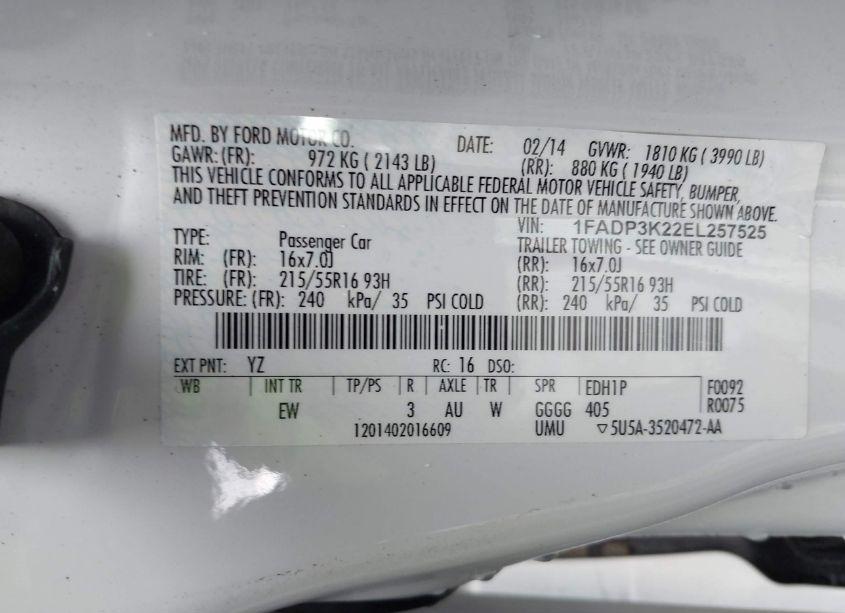 MFD. BY FORD MOTOR CO. DATE: 02/14 GVWR: 1810 KG ( 3990 LB)
GAWR:(FR): 972 KG ( 2143 LB) (RR): 880 KG ( 1940 LB)
THIS VEHICLE CONFORMS TO ALL APPLICABLE FEDERAL MOTOR VEHICLE SAFETY, BUMPER,
AND THEFT PREVENTION STANDARDS IN EFFECT ON THE DATE OF MANUFACTURE SHOWN ABOVE.
VIN: 1FADP3K22EL257525
TYPE: Passenger Car TRAILER TOWING - SEE OWNER GUIDE
RIM: (FR): 16x7.0J (RR): 16x7.0J
TIRE: (FR): 215/55R16 93H (RR): 215/55R16 93H
PRESSURE: (FR): 240 kPa/ 35 PSI COLD (RR): 240 kPa/ 35 PSI COLD
EXT PNT: YZ RC: 16 DSO:
WB INT TR TP/PS R AXLE TR SPR EDH1P F0092
EW 3 AU W GGGG 405 R0075
1201402016609 UMU ▽5U5A-3520472-AA